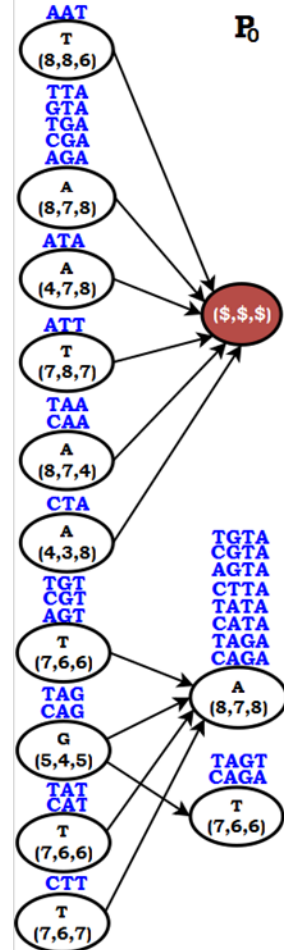 P0
AAT
T
(8,8,6)
TTA
GTA
TGA
CGA
AGA
A
(8,7,8)
ATA
A
(4,7,8)
($,$,$)
ATT
T
(7,8,7)
TAA
CAA
A
(8,7,4)
CTA
A
(4,3,8)
TGT
CGT
AGT
T
(7,6,6)
TAG
CAG
G
(5,4,5)
TAT
CAT
T
(7,6,6)
CTT
T
(7,6,7)
TGTA
CGTA
AGTA
CTTA
TATA
CATA
TAGA
CAGA
A
(8,7,8)
TAGT
CAGA
T
(7,6,6)